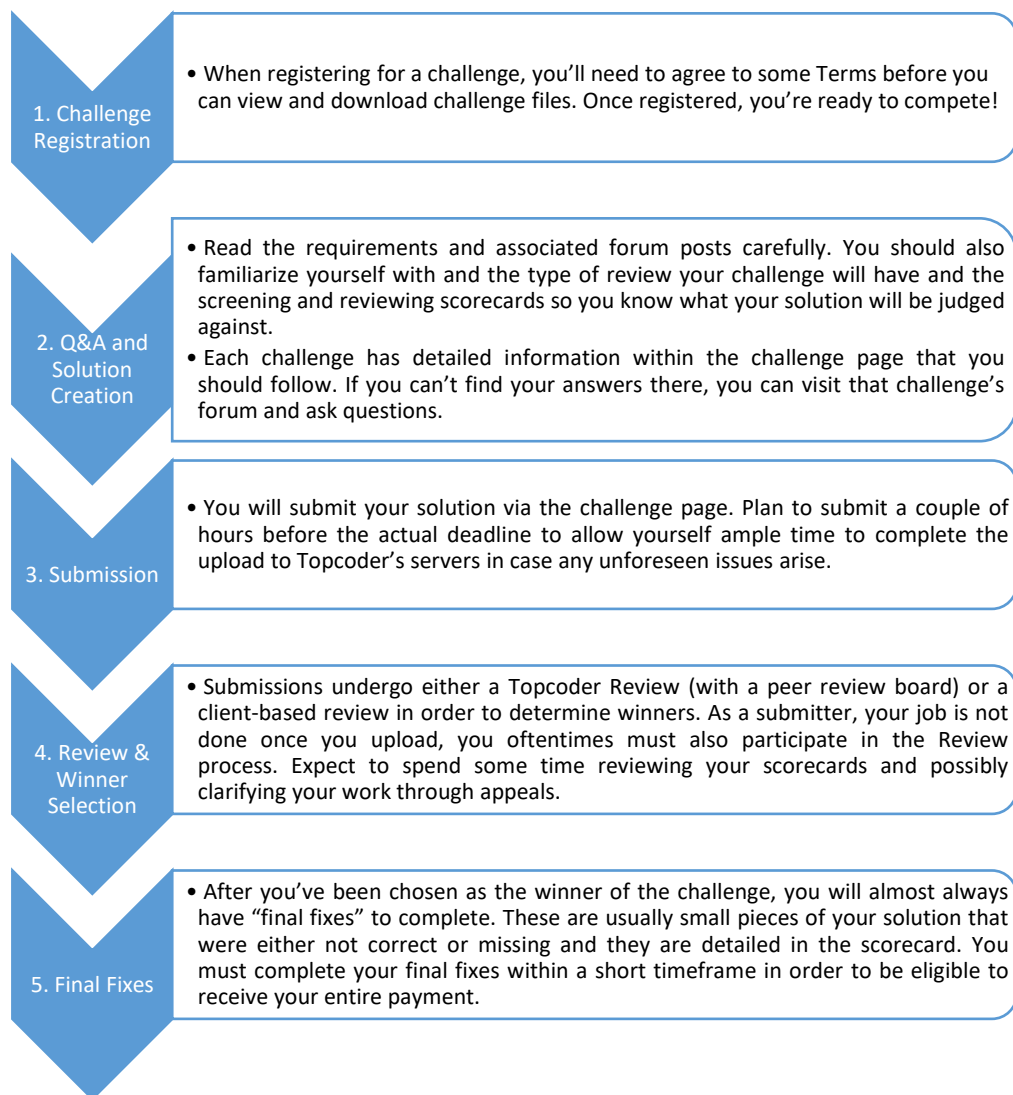 1. Challenge
Registration
• When registering for a challenge, you’ll need to agree to some Terms before you
can view and download challenge files. Once registered, you’re ready to compete!
2. Q&A and
Solution
Creation
• Read the requirements and associated forum posts carefully. You should also
familiarize yourself with and the type of review your challenge will have and the
screening and reviewing scorecards so you know what your solution will be judged
against.
• Each challenge has detailed information within the challenge page that you
should follow. If you can’t find your answers there, you can visit that challenge’s
forum and ask questions.
3. Submission
• You will submit your solution via the challenge page. Plan to submit a couple of
hours before the actual deadline to allow yourself ample time to complete the
upload to Topcoder’s servers in case any unforeseen issues arise.
4. Review &
Winner
Selection
• Submissions undergo either a Topcoder Review (with a peer review board) or a
client-based review in order to determine winners. As a submitter, your job is not
done once you upload, you oftentimes must also participate in the Review
process. Expect to spend some time reviewing your scorecards and possibly
clarifying your work through appeals.
5. Final Fixes
• After you’ve been chosen as the winner of the challenge, you will almost always
have “final fixes” to complete. These are usually small pieces of your solution that
were either not correct or missing and they are detailed in the scorecard. You
must complete your final fixes within a short timeframe in order to be eligible to
receive your entire payment.